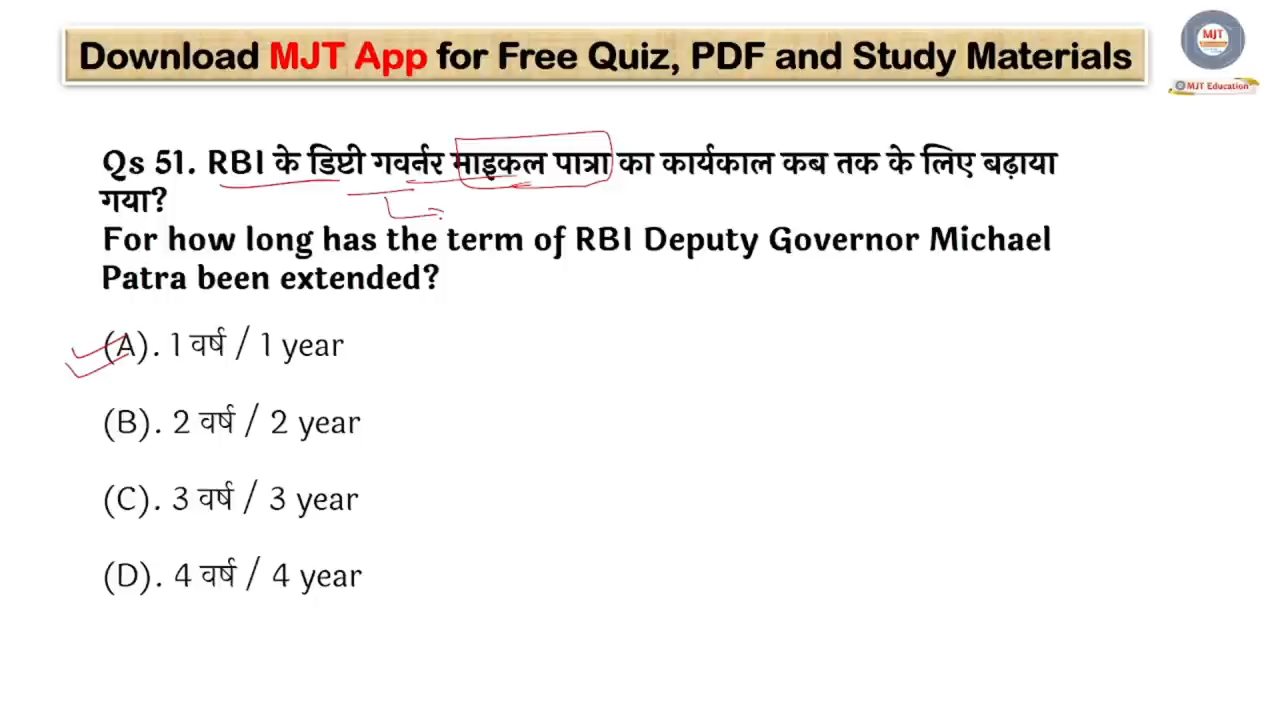 Download MJT App for Free Quiz, PDF and Study Materials
MJT
MJT Education
Qs 51. RBI के डिप्टी गवर्नर माइकल पात्रा का कार्यकाल कब तक के लिए बढ़ाया
गया?
For how long has the term of RBI Deputy Governor Michael
Patra been extended?
(A). 1 वर्ष / 1 year
(B). 2 वर्ष / 2 year
(C). 3 वर्ष / 3 year
(D). 4 वर्ष / 4 year